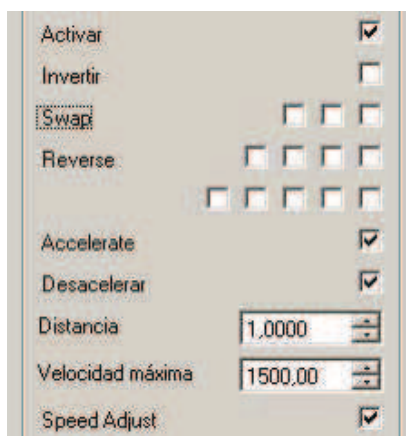 Activar
Invertir
Swap
Reverse
Accelerate
Desacelerar
Distancia 1,0000
Velocidad máxima 1500,00
Speed Adjust